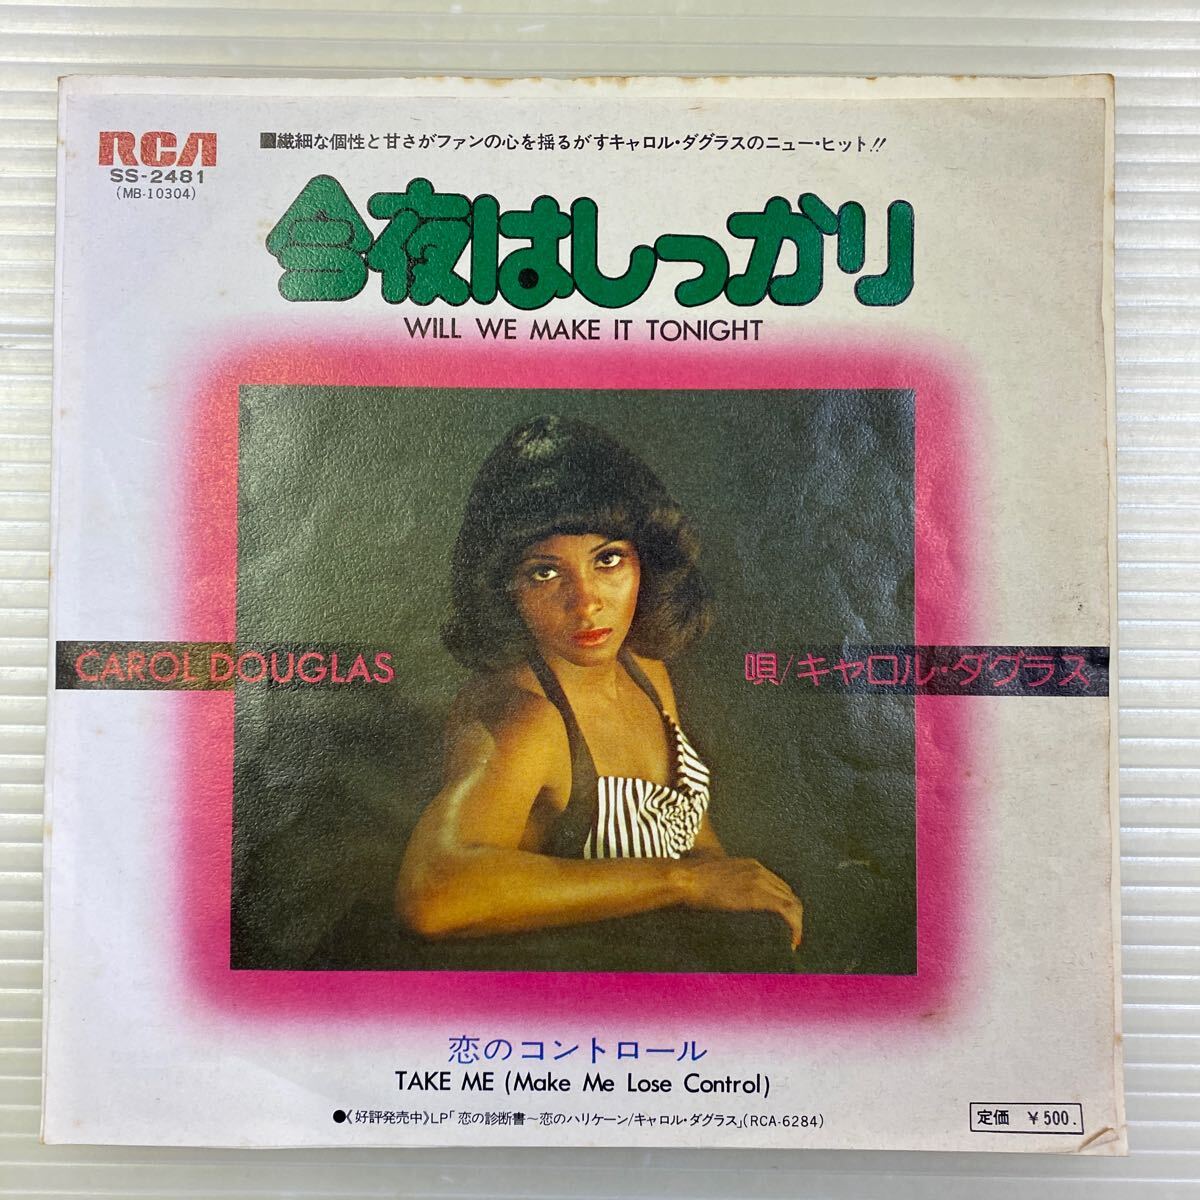 RCA
SS-2481
(MB-10304)
■繊細な個性と甘さがファンの心を揺るがすキャロル・ダグラスのニュー・ヒット!!
今夜はしっかり
WILL WE MAKE IT TONIGHT
CAROL DOUGLAS
唄/キャロル・ダグラス
恋のコントロール
TAKE ME (Make Me Lose Control)
●《好評発売中》LP「恋の診断書～恋のハリケーン/キャロル・ダグラス」(RCA-6284)
定価 ￥500.